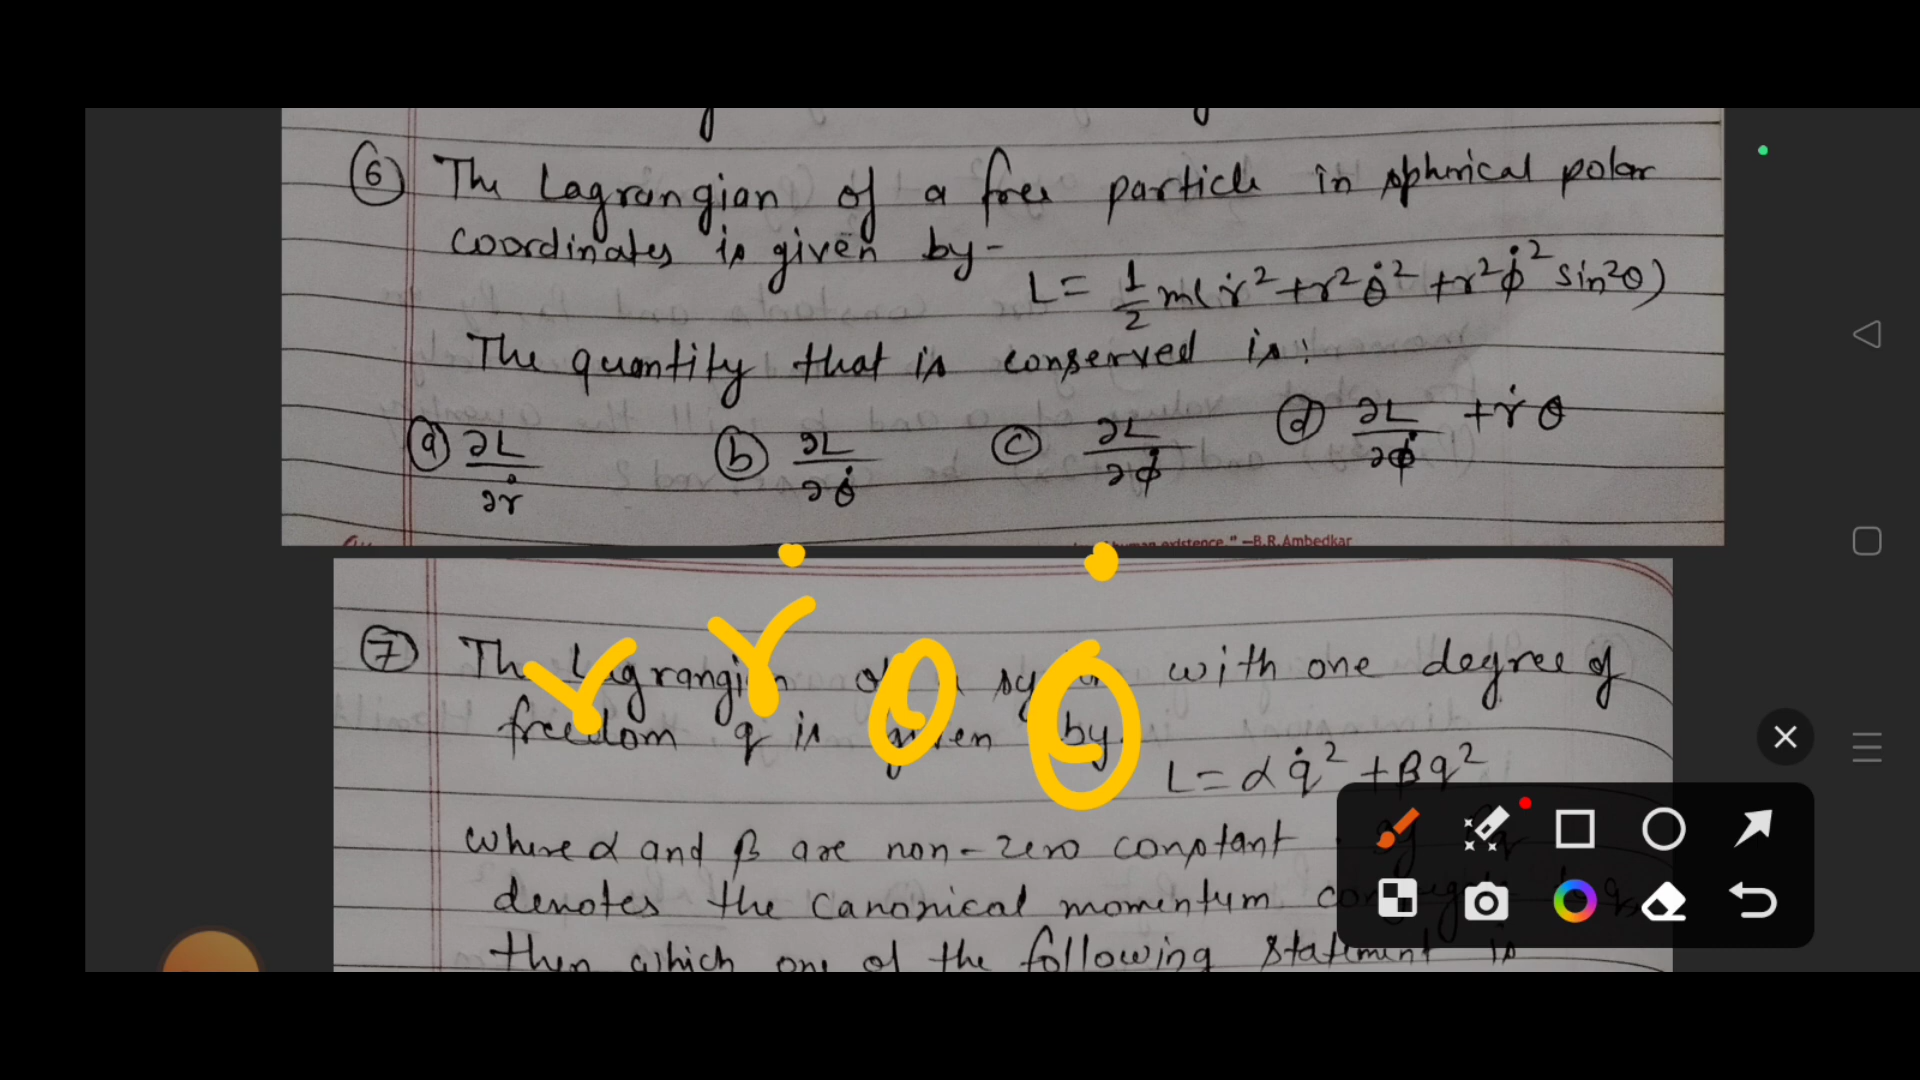 ⑥ The Lagrangian of a free particle in spherical polar
coordinates is given by-
L = 1/2 m(ṙ² + r²θ̇² + r²φ̇² sin²θ)
The quantity that is conserved is:
ⓐ ∂L/∂ṙ ⓑ ∂L/∂θ̇ ⓒ ∂L/∂φ̇ ⓓ ∂L/∂φ̇ + ṙθ
existence." —B.R.Ambedkar
r ṙ θ θ̇
⑦ The Lagrangian of a with one degree of
freedom q is given by
L = αq̇² + βq²
where α and β are non-zero constant
denotes the canonical momentum
then which one of the following statement is